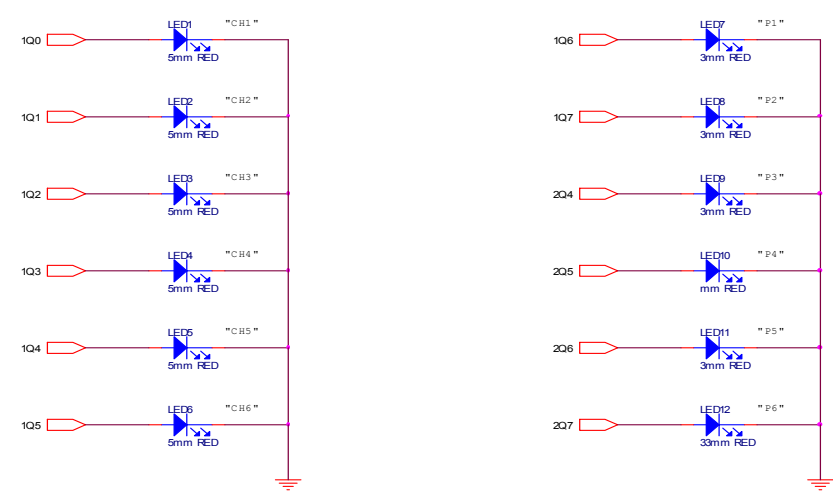 LED1 "CH1"
1Q0
5mm RED
LED2 "CH2"
1Q1
5mm RED
LED3 "CH3"
1Q2
5mm RED
LED4 "CH4"
1Q3
5mm RED
LED5 "CH5"
1Q4
5mm RED
LED6 "CH6"
1Q5
5mm RED
LED7 "P1"
1Q6
3mm RED
LED8 "P2"
1Q7
3mm RED
LED9 "P3"
2Q4
3mm RED
LED10 "P4"
2Q5
mm RED
LED11 "P5"
2Q6
3mm RED
LED12 "P6"
2Q7
33mm RED